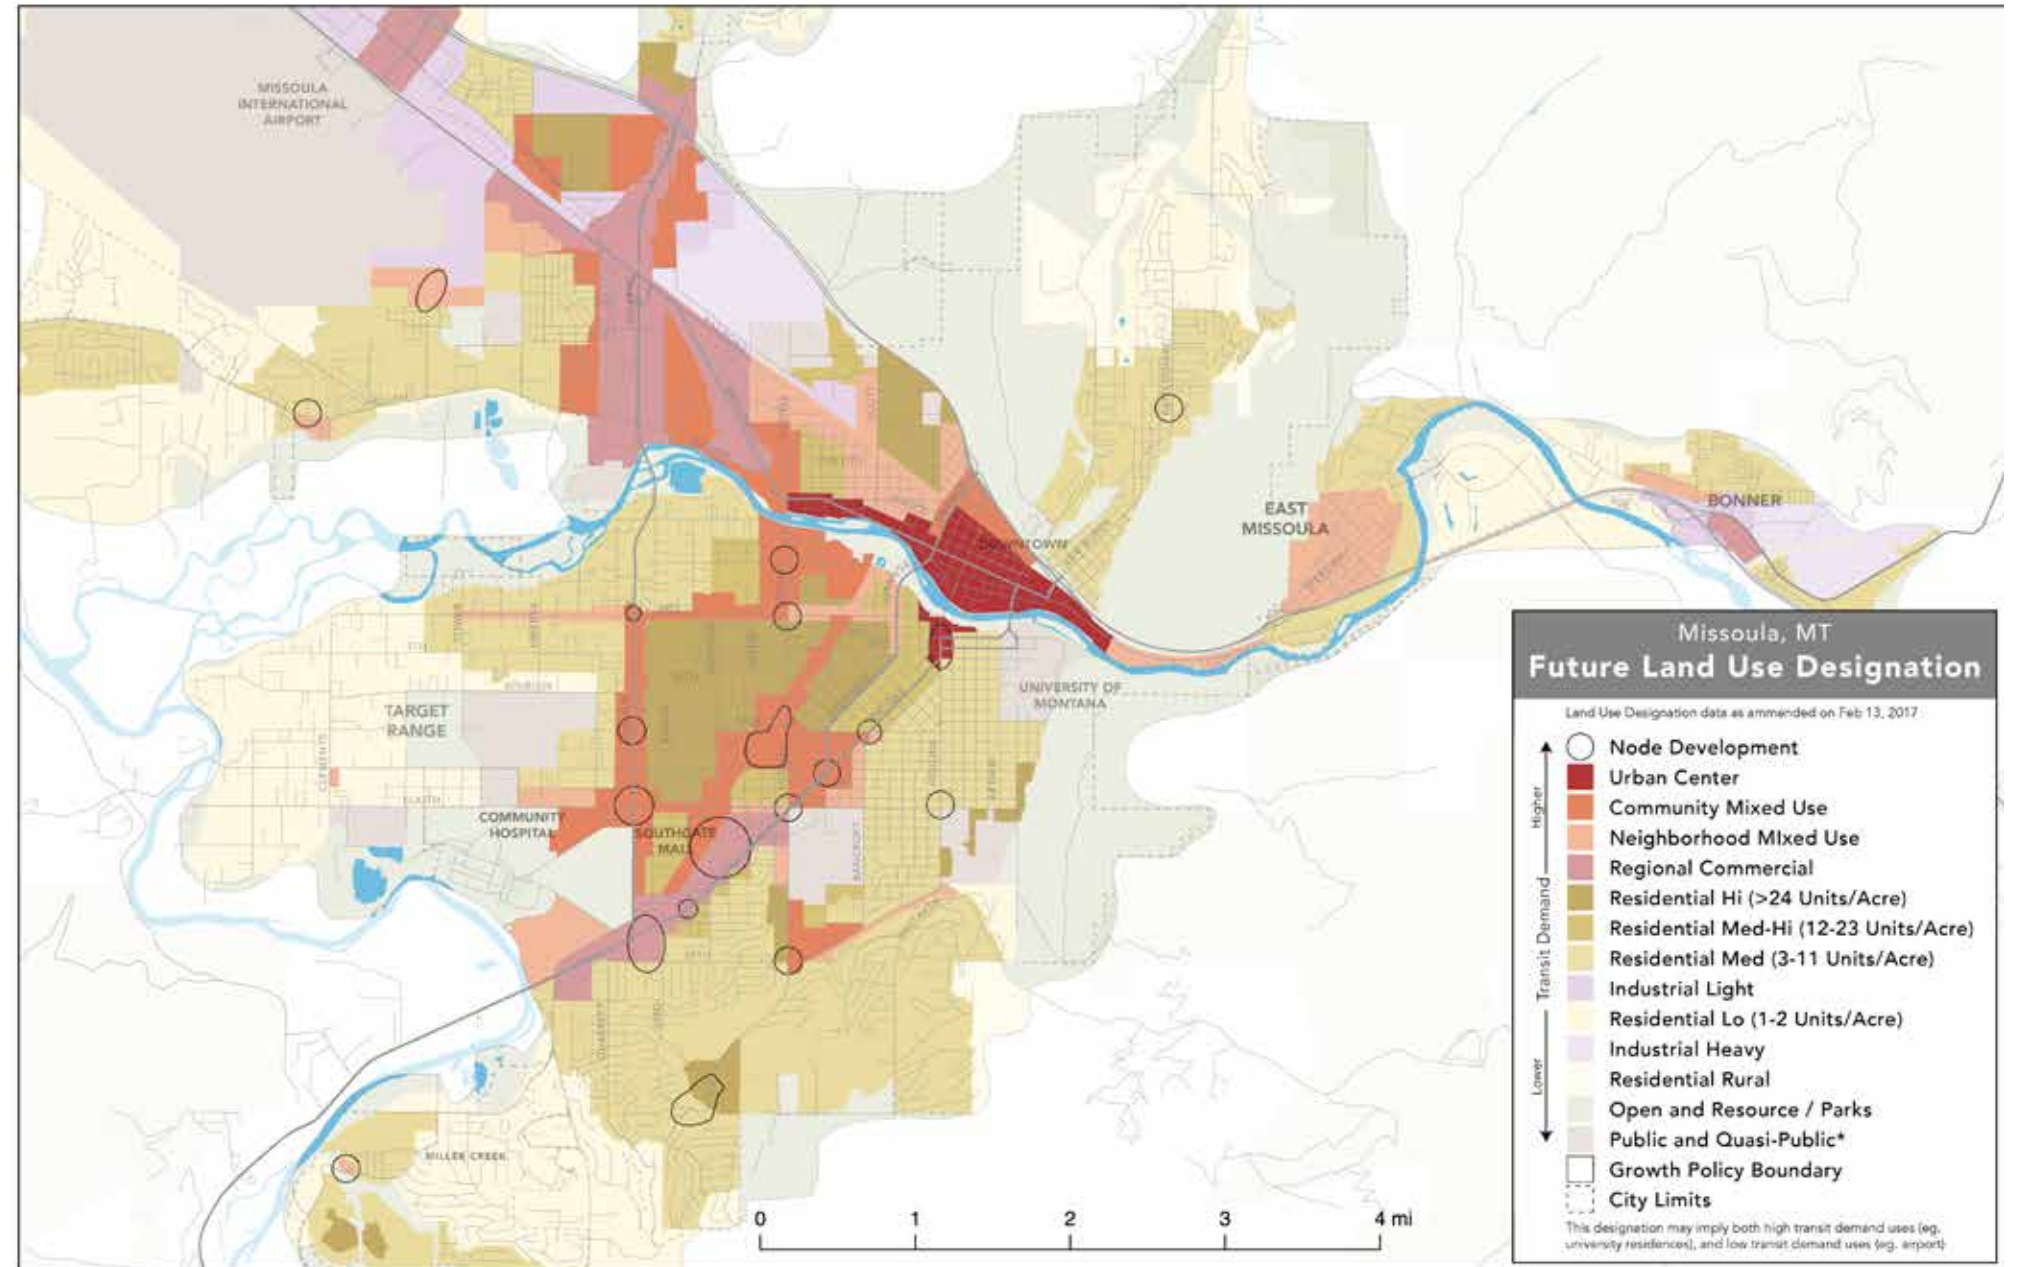 MISSOULA
INTERNATIONAL
AIRPORT
DOWNTOWN
EAST
MISSOULA
BONNER
UNIVERSITY OF
MONTANA
TARGET
RANGE
COMMUNITY
HOSPITAL
SOUTHGATE
MALL
MILLER CREEK
0 1 2 3 4 mi
Missoula, MT
Future Land Use Designation
Land Use Designation data as ammended on Feb 13, 2017
Higher
Transit Demand
Lower
Node Development
Urban Center
Community Mixed Use
Neighborhood MIxed Use
Regional Commercial
Residential Hi (>24 Units/Acre)
Residential Med-Hi (12-23 Units/Acre)
Residential Med (3-11 Units/Acre)
Industrial Light
Residential Lo (1-2 Units/Acre)
Industrial Heavy
Residential Rural
Open and Resource / Parks
Public and Quasi-Public*
Growth Policy Boundary
City Limits
This designation may imply both high transit demand uses (eg.
university residences), and low transit demand uses (eg. airport)